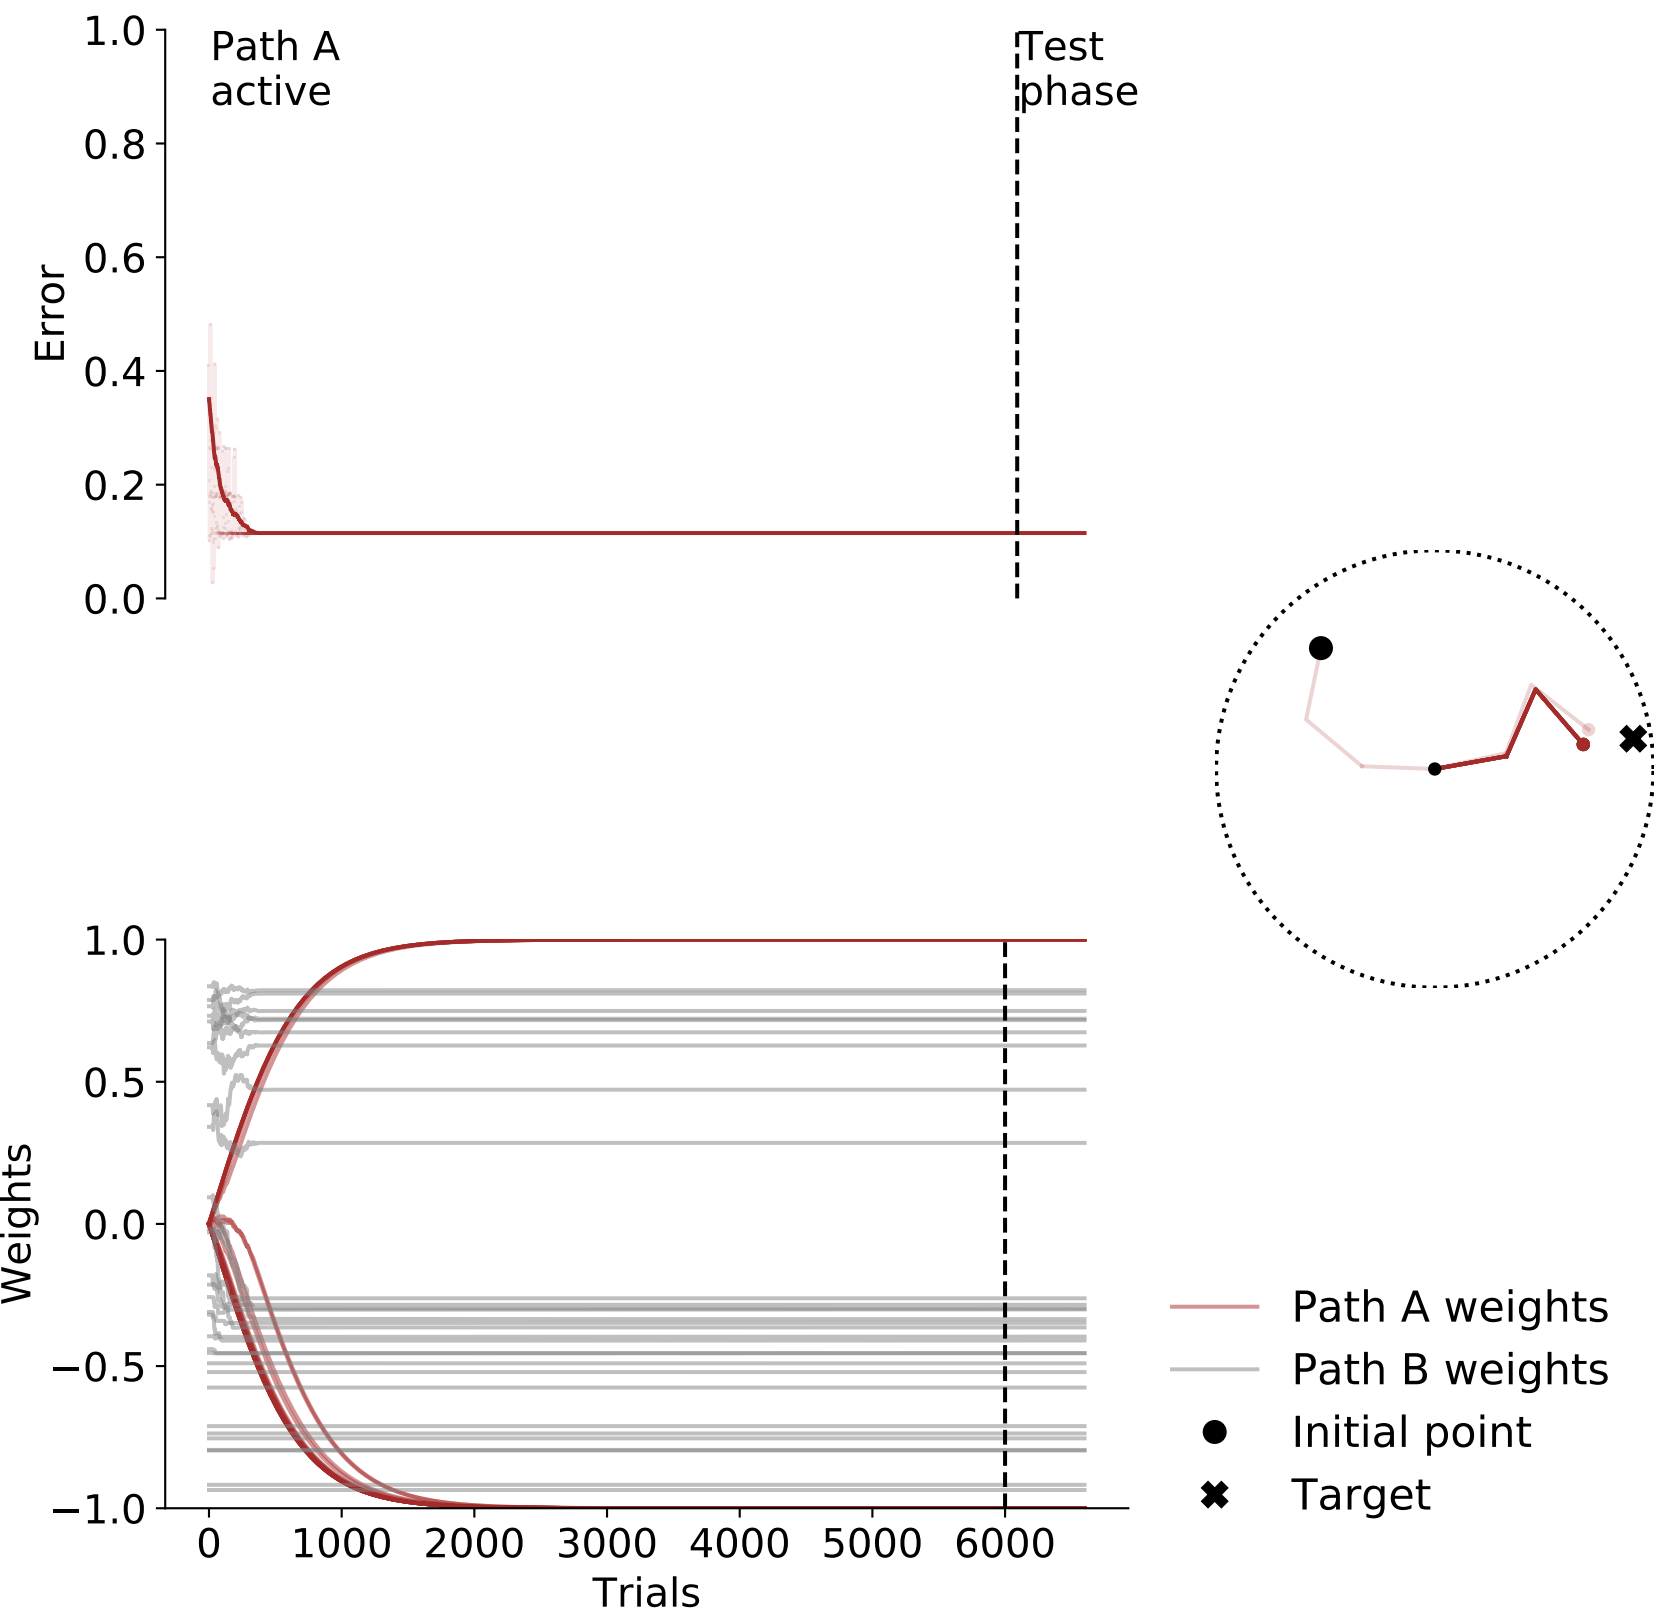 1.0
Path A
active
Test
phase
0.8
0.6
0.4
0.2
0.0
Error
1.0
0.5
0.0
−0.5
−1.0
Weights
0 1000 2000 3000 4000 5000 6000
Trials
Path A weights
Path B weights
Initial point
Target